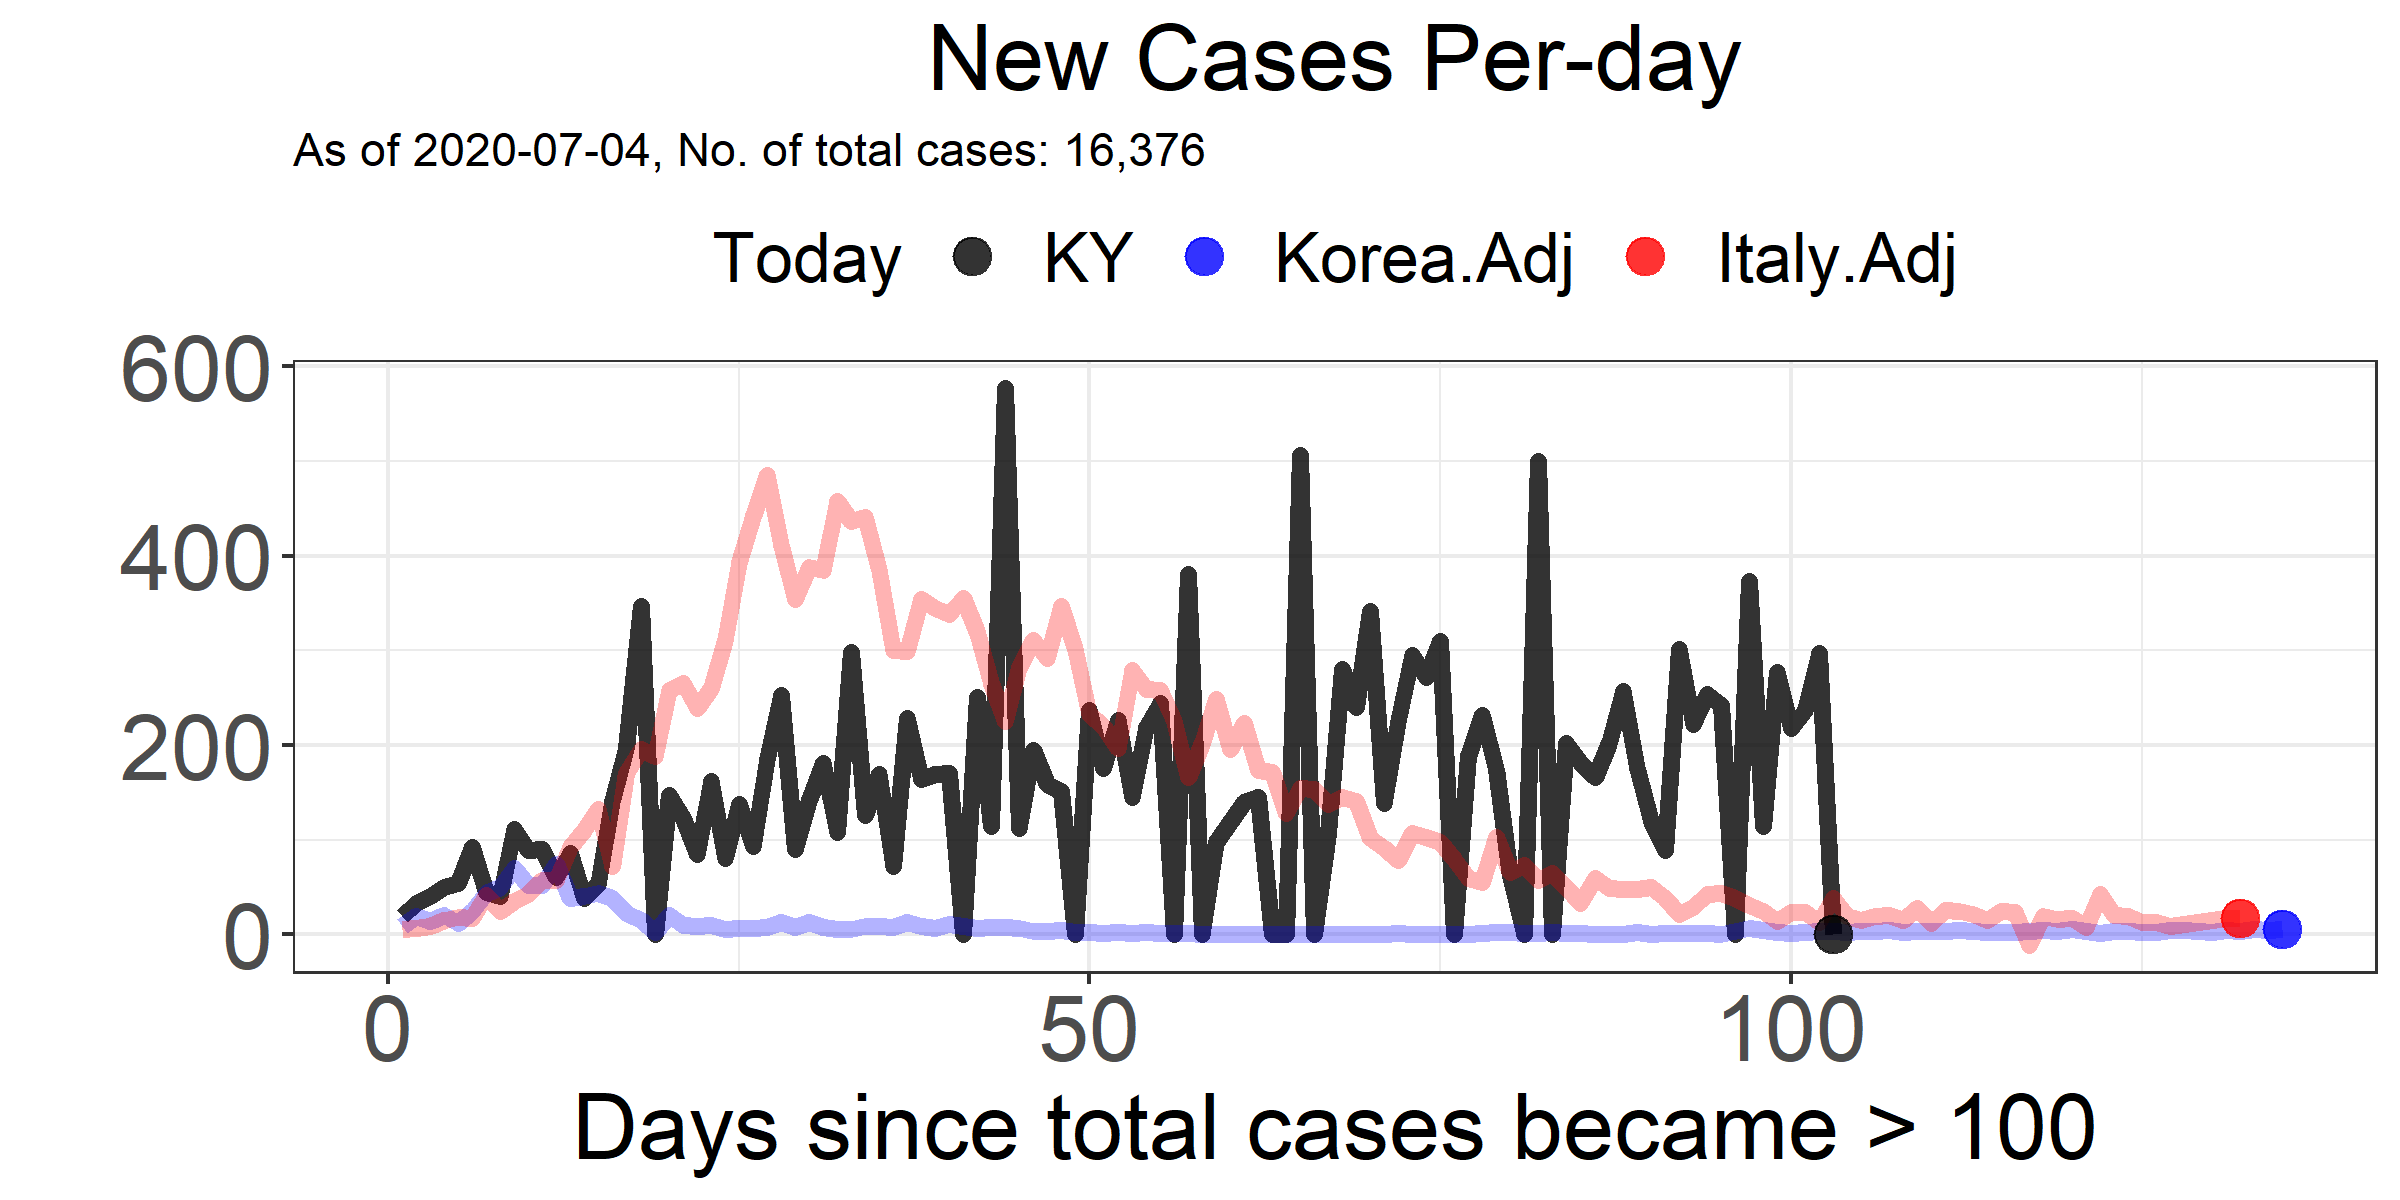 New Cases Per-day
As of 2020-07-04, No. of total cases: 16,376
Today KY Korea.Adj Italy.Adj
600
400
200
0
0 50 100
Days since total cases became > 100